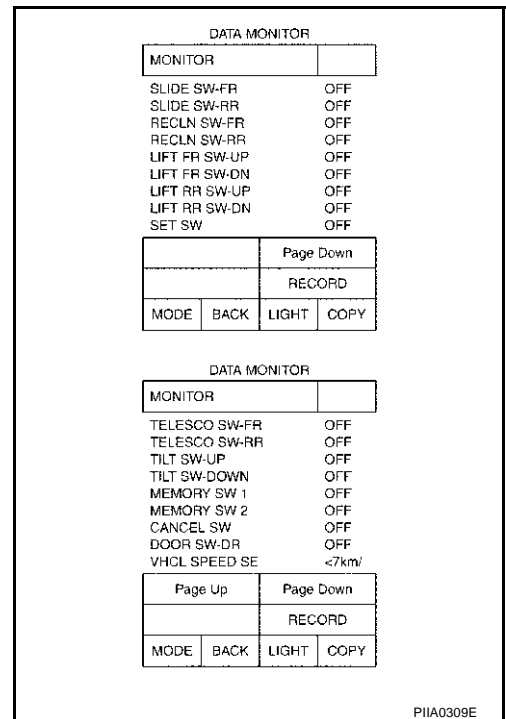 DATA MONITOR
MONITOR
SLIDE SW-FR OFF
SLIDE SW-RR OFF
RECLN SW-FR OFF
RECLN SW-RR OFF
LIFT FR SW-UP OFF
LIFT FR SW-DN OFF
LIFT RR SW-UP OFF
LIFT RR SW-DN OFF
SET SW OFF
Page Down
RECORD
MODE BACK LIGHT COPY
DATA MONITOR
MONITOR
TELESCO SW-FR OFF
TELESCO SW-RR OFF
TILT SW-UP OFF
TILT SW-DOWN OFF
MEMORY SW 1 OFF
MEMORY SW 2 OFF
CANCEL SW OFF
DOOR SW-DR OFF
VHCL SPEED SE <7km/
Page Up Page Down
RECORD
MODE BACK LIGHT COPY
PIIA0309E